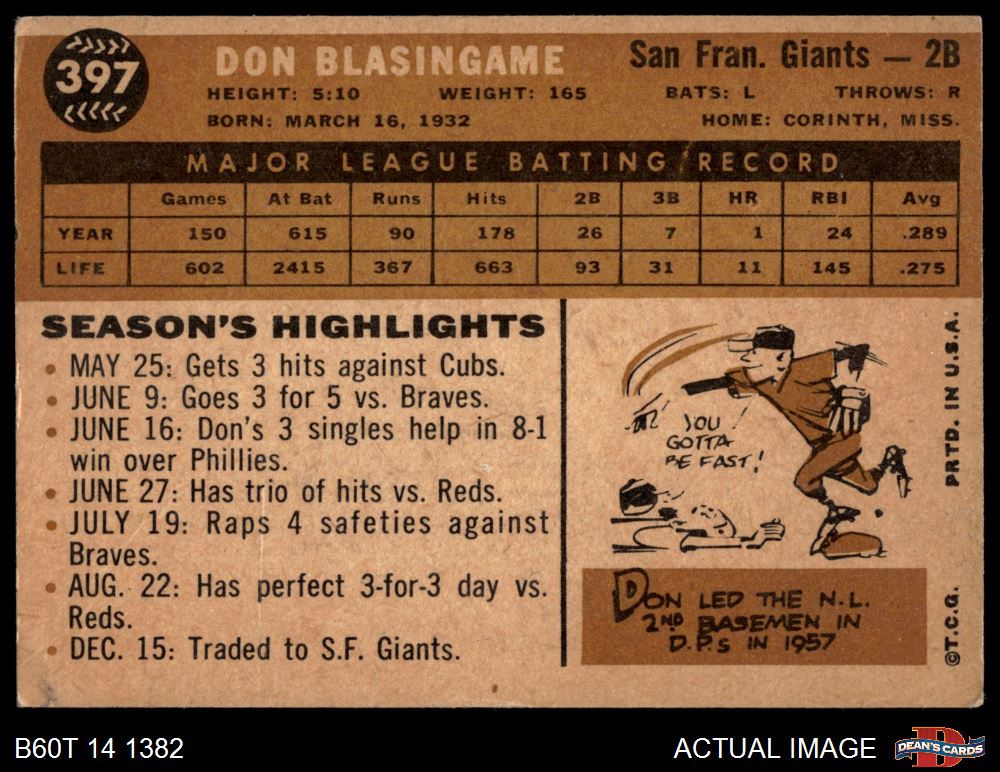 397
DON BLASINGAME
San Fran. Giants — 2B
HEIGHT: 5:10 WEIGHT: 165 BATS: L THROWS: R
BORN: MARCH 16, 1932 HOME: CORINTH, MISS.
MAJOR LEAGUE BATTING RECORD
Games At Bat Runs Hits 2B 3B HR RBI Avg
YEAR 150 615 90 178 26 7 1 24 .289
LIFE 602 2415 367 663 93 31 11 145 .275
SEASON'S HIGHLIGHTS
• MAY 25: Gets 3 hits against Cubs.
• JUNE 9: Goes 3 for 5 vs. Braves.
• JUNE 16: Don's 3 singles help in 8-1
win over Phillies.
• JUNE 27: Has trio of hits vs. Reds.
• JULY 19: Raps 4 safeties against
Braves.
• AUG. 22: Has perfect 3-for-3 day vs.
Reds.
• DEC. 15: Traded to S.F. Giants.
YOU
GOTTA
BE FAST!
DON LED THE N.L.
2ND BASEMEN IN
D.P.s IN 1957
©T.C.G. PRTD. IN U.S.A.
B60T 14 1382
ACTUAL IMAGE
D
DEAN'S CARDS